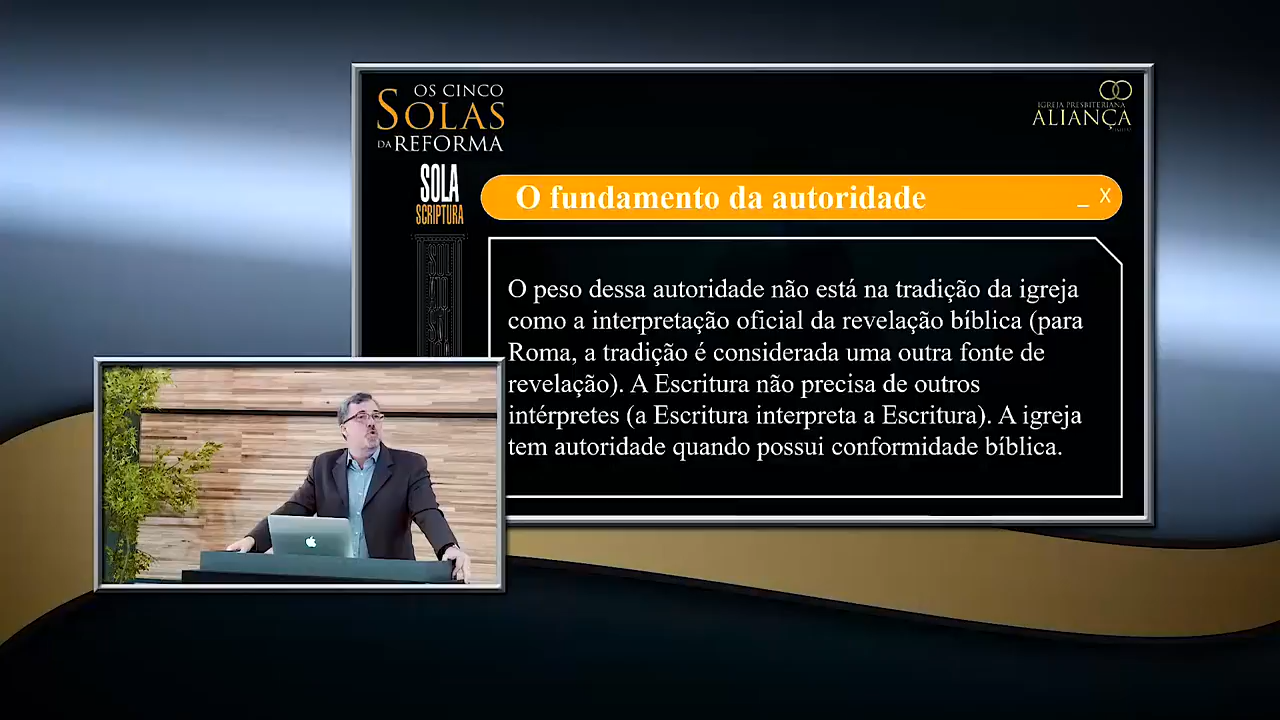 OS CINCO
SOLAS
DA REFORMA
IGREJA PRESBITERIANA
ALIANÇA
SOLA
SCRIPTURA
O fundamento da autoridade
_ X
O peso dessa autoridade não está na tradição da igreja
como a interpretação oficial da revelação bíblica (para
Roma, a tradição é considerada uma outra fonte de
revelação). A Escritura não precisa de outros
intérpretes (a Escritura interpreta a Escritura). A igreja
tem autoridade quando possui conformidade bíblica.